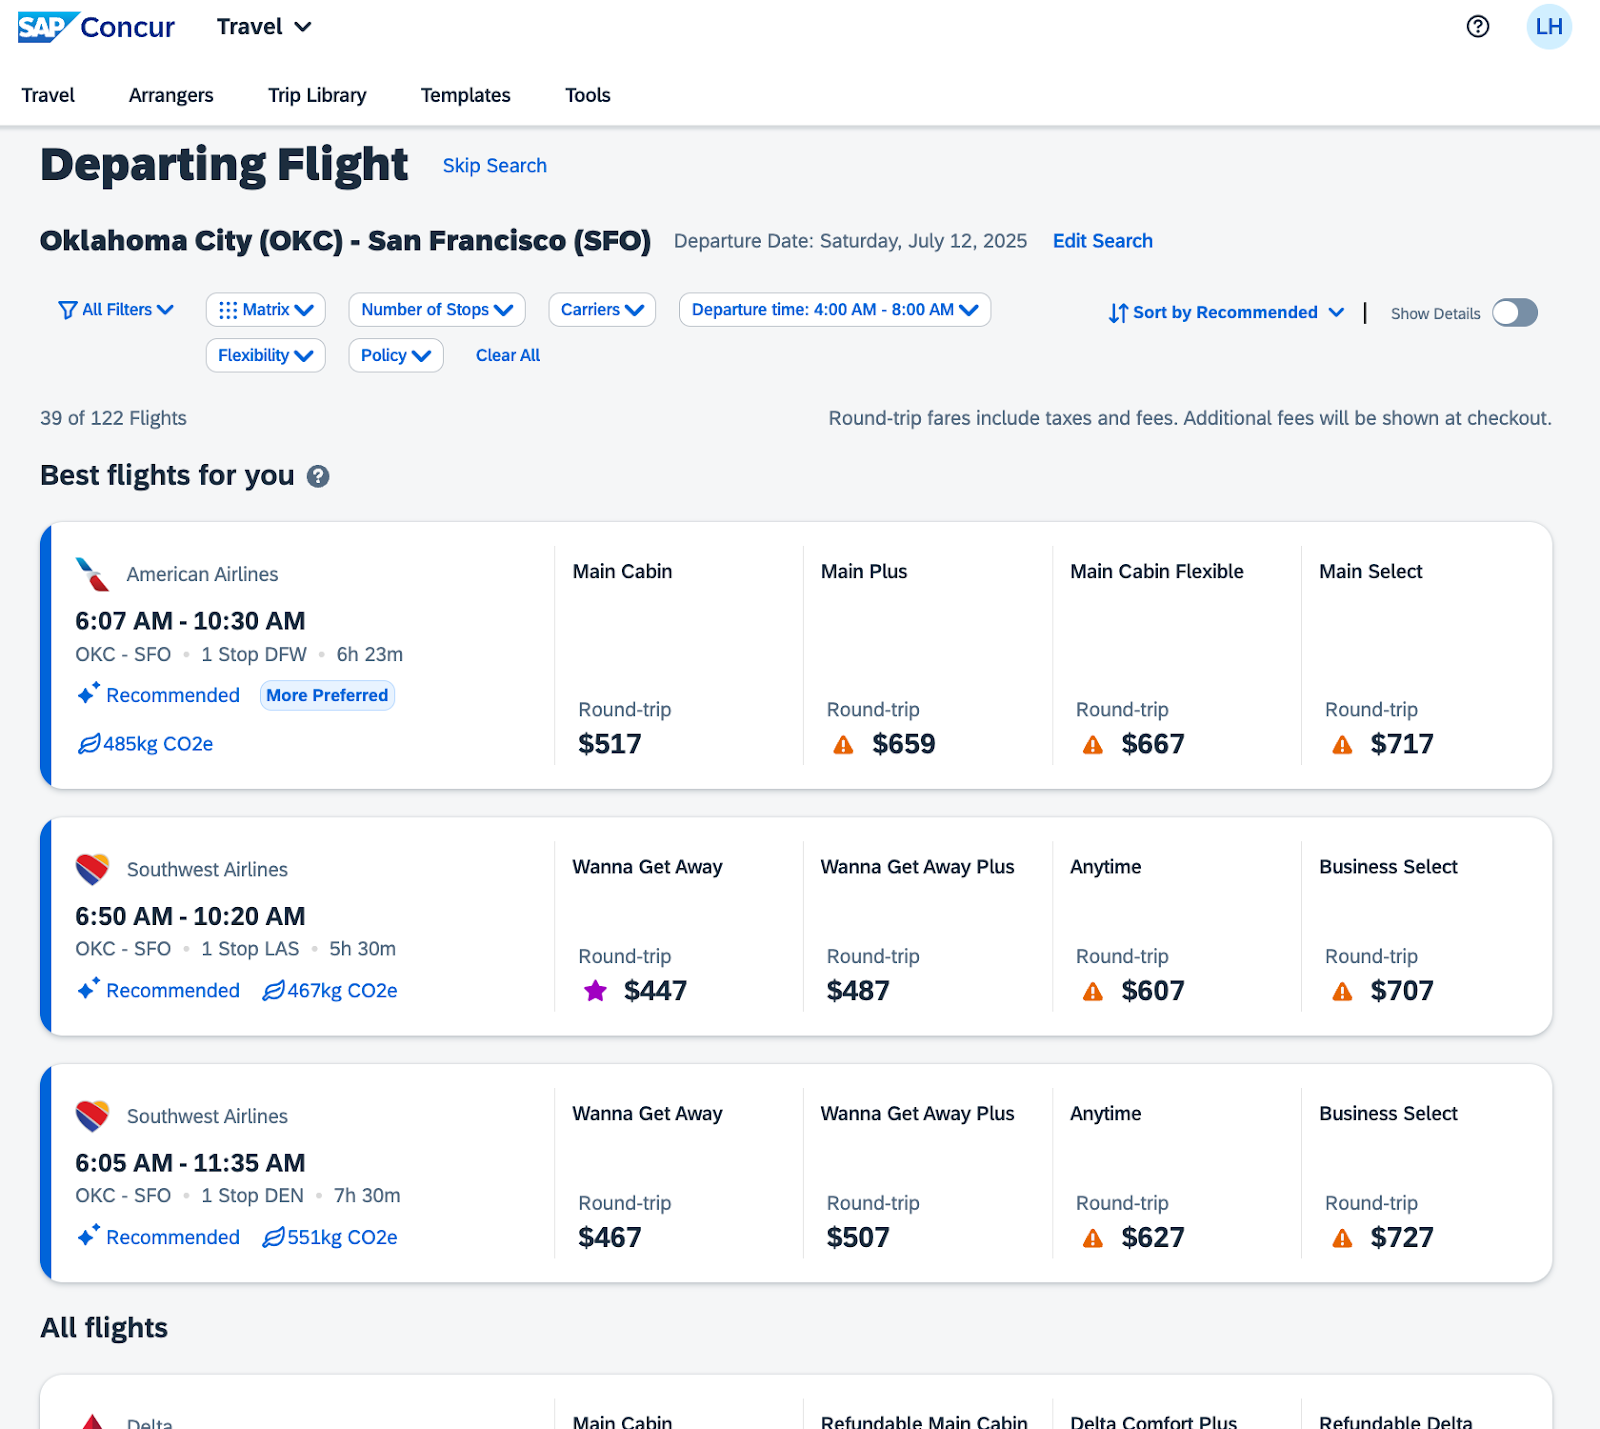 SAP Concur Travel
LH
Travel Arrangers Trip Library Templates Tools
Departing Flight Skip Search
Oklahoma City (OKC) - San Francisco (SFO) Departure Date: Saturday, July 12, 2025 Edit Search
All Filters Matrix Number of Stops Carriers Departure time: 4:00 AM - 8:00 AM Sort by Recommended | Show Details
Flexibility Policy Clear All
39 of 122 Flights Round-trip fares include taxes and fees. Additional fees will be shown at checkout.
Best flights for you
American Airlines Main Cabin Main Plus Main Cabin Flexible Main Select
6:07 AM - 10:30 AM
OKC - SFO • 1 Stop DFW • 6h 23m
Recommended More Preferred
Round-trip Round-trip Round-trip Round-trip
485kg CO2e $517 $659 $667 $717
Southwest Airlines Wanna Get Away Wanna Get Away Plus Anytime Business Select
6:50 AM - 10:20 AM
OKC - SFO • 1 Stop LAS • 5h 30m
Round-trip Round-trip Round-trip Round-trip
Recommended 467kg CO2e $447 $487 $607 $707
Southwest Airlines Wanna Get Away Wanna Get Away Plus Anytime Business Select
6:05 AM - 11:35 AM
OKC - SFO • 1 Stop DEN • 7h 30m
Round-trip Round-trip Round-trip Round-trip
Recommended 551kg CO2e $467 $507 $627 $727
All flights
Delta Main Cabin Refundable Main Cabin Delta Comfort Plus Refundable Delta